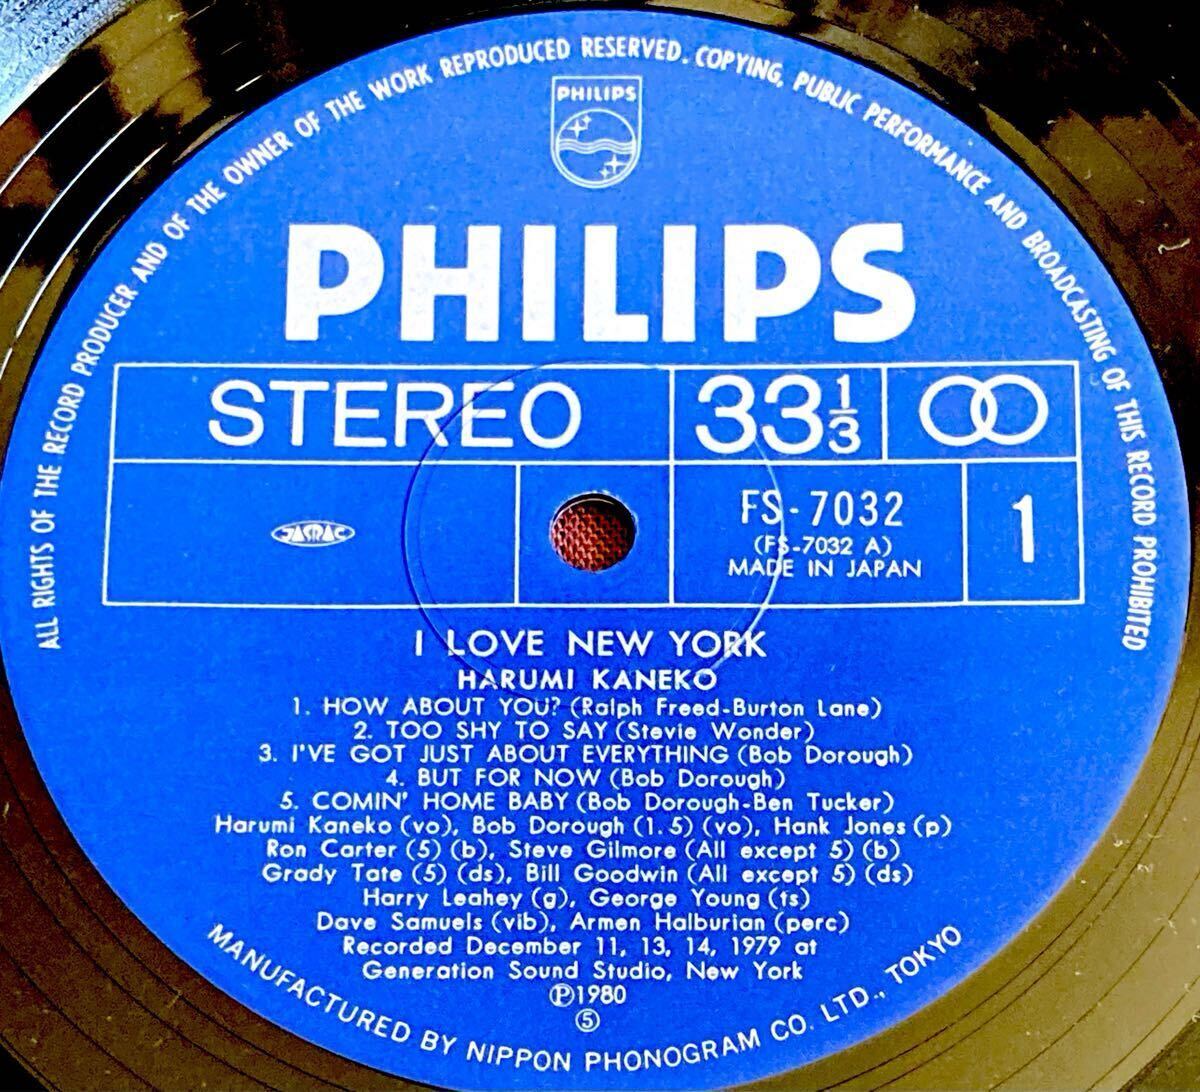 ALL RIGHTS OF THE RECORD PRODUCER AND OF THE OWNER OF THE WORK REPRODUCED RESERVED. COPYING, PUBLIC PERFORMANCE AND BROADCASTING OF THIS RECORD PROHIBITED
PHILIPS
PHILIPS
STEREO 33 1/3
JASRAC
FS-7032 1
(FS-7032 A)
MADE IN JAPAN
I LOVE NEW YORK
HARUMI KANEKO
1. HOW ABOUT YOU? (Ralph Freed-Burton Lane)
2. TOO SHY TO SAY (Stevie Wonder)
3. I'VE GOT JUST ABOUT EVERYTHING (Bob Dorough)
4. BUT FOR NOW (Bob Dorough)
5. COMIN' HOME BABY (Bob Dorough-Ben Tucker)
Harumi Kaneko (vo), Bob Dorough (1. 5) (vo), Hank Jones (p)
Ron Carter (5) (b), Steve Gilmore (All except 5) (b)
Grady Tate (5) (ds), Bill Goodwin (All except 5) (ds)
Harry Leahey (g), George Young (ts)
Dave Samuels (vib), Armen Halburian (perc)
Recorded December 11, 13, 14, 1979 at
Generation Sound Studio, New York
Ⓟ1980
⑤
MANUFACTURED BY NIPPON PHONOGRAM CO. LTD., TOKYO